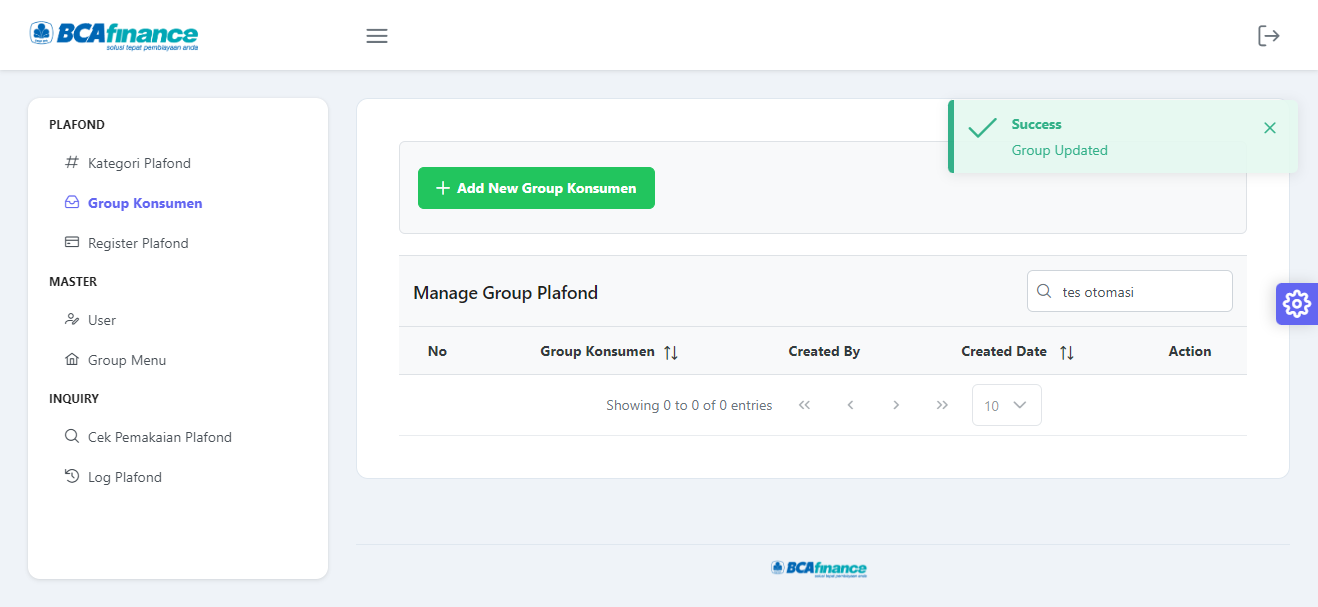 BCAfinance
solusi tepat pembiayaan anda
PLAFOND
Kategori Plafond
Group Konsumen
Register Plafond
MASTER
User
Group Menu
INQUIRY
Cek Pemakaian Plafond
Log Plafond
Success
Group Updated
Add New Group Konsumen
Manage Group Plafond
tes otomasi
No Group Konsumen Created By Created Date Action
Showing 0 to 0 of 0 entries 10
BCAfinance
solusi tepat pembiayaan anda